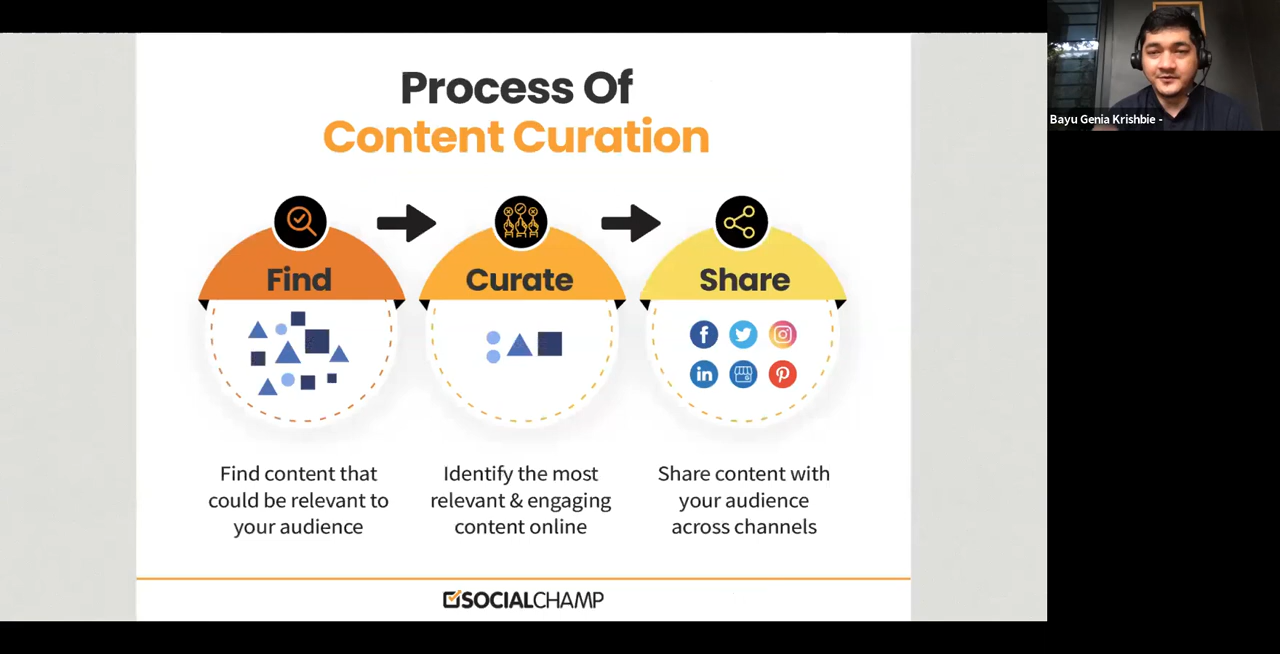 Process Of
Content Curation
Find
Curate
Share
Find content that
could be relevant to
your audience
Identify the most
relevant & engaging
content online
Share content with
your audience
across channels
SOCIALCHAMP
Bayu Genia Krishbie -